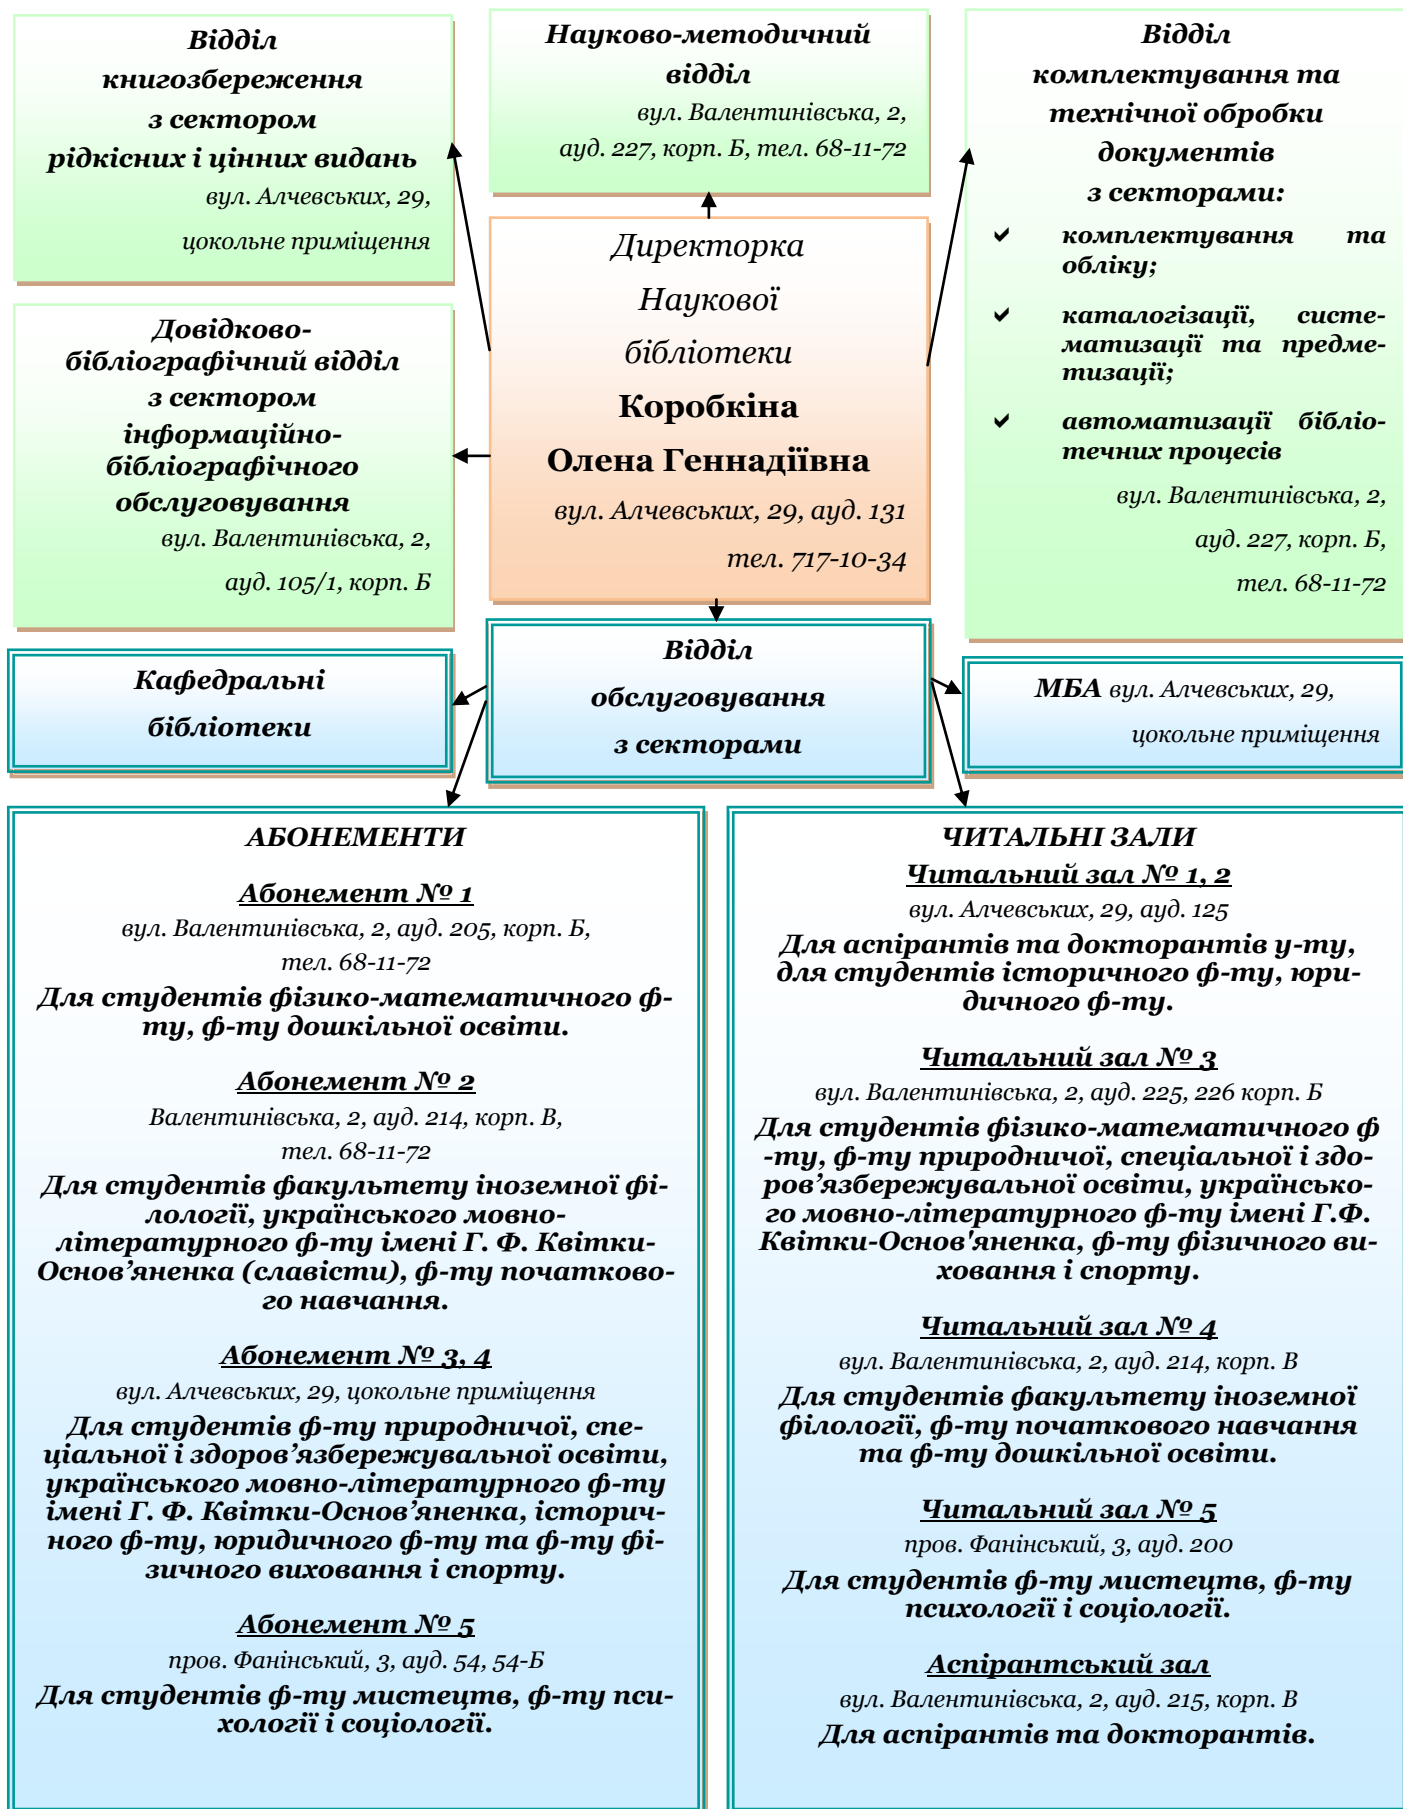 Відділ
книгозбереження
з сектором
рідкісних і цінних видань
вул. Алчевських, 29,
цокольне приміщення
Науково-методичний
відділ
вул. Валентинівська, 2,
ауд. 227, корп. Б, тел. 68-11-72
Відділ
комплектування та
технічної обробки
документів
з секторами:
✓ комплектування та
обліку;
✓ каталогізації, систе-
матизації та предме-
тизації;
✓ автоматизації бібліо-
течних процесів
вул. Валентинівська, 2,
ауд. 227, корп. Б,
тел. 68-11-72
Директорка
Наукової
бібліотеки
Коробкіна
Олена Геннадіївна
вул. Алчевських, 29, ауд. 131
тел. 717-10-34
Довідково-
бібліографічний відділ
з сектором
інформаційно-
бібліографічного
обслуговування
вул. Валентинівська, 2,
ауд. 105/1, корп. Б
Кафедральні
бібліотеки
Відділ
обслуговування
з секторами
МБА вул. Алчевських, 29,
цокольне приміщення
АБОНЕМЕНТИ
Абонемент № 1
вул. Валентинівська, 2, ауд. 205, корп. Б,
тел. 68-11-72
Для студентів фізико-математичного ф-
ту, ф-ту дошкільної освіти.
Абонемент № 2
Валентинівська, 2, ауд. 214, корп. В,
тел. 68-11-72
Для студентів факультету іноземної фі-
лології, українського мовно-
літературного ф-ту імені Г. Ф. Квітки-
Основ’яненка (славісти), ф-ту початково-
го навчання.
Абонемент № 3, 4
вул. Алчевських, 29, цокольне приміщення
Для студентів ф-ту природничої, спе-
ціальної і здоров’язбережувальної освіти,
українського мовно-літературного ф-ту
імені Г. Ф. Квітки-Основ’яненка, історич-
ного ф-ту, юридичного ф-ту та ф-ту фі-
зичного виховання і спорту.
Абонемент № 5
пров. Фанінський, 3, ауд. 54, 54-Б
Для студентів ф-ту мистецтв, ф-ту пси-
хології і соціології.
ЧИТАЛЬНІ ЗАЛИ
Читальний зал № 1, 2
вул. Алчевських, 29, ауд. 125
Для аспірантів та докторантів у-ту,
для студентів історичного ф-ту, юри-
дичного ф-ту.
Читальний зал № 3
вул. Валентинівська, 2, ауд. 225, 226 корп. Б
Для студентів фізико-математичного ф
-ту, ф-ту природничої, спеціальної і здо-
ров’язбережувальної освіти, українсько-
го мовно-літературного ф-ту імені Г.Ф.
Квітки-Основ'яненка, ф-ту фізичного ви-
ховання і спорту.
Читальний зал № 4
вул. Валентинівська, 2, ауд. 214, корп. В
Для студентів факультету іноземної
філології, ф-ту початкового навчання
та ф-ту дошкільної освіти.
Читальний зал № 5
пров. Фанінський, 3, ауд. 200
Для студентів ф-ту мистецтв, ф-ту
психології і соціології.
Аспірантський зал
вул. Валентинівська, 2, ауд. 215, корп. В
Для аспірантів та докторантів.